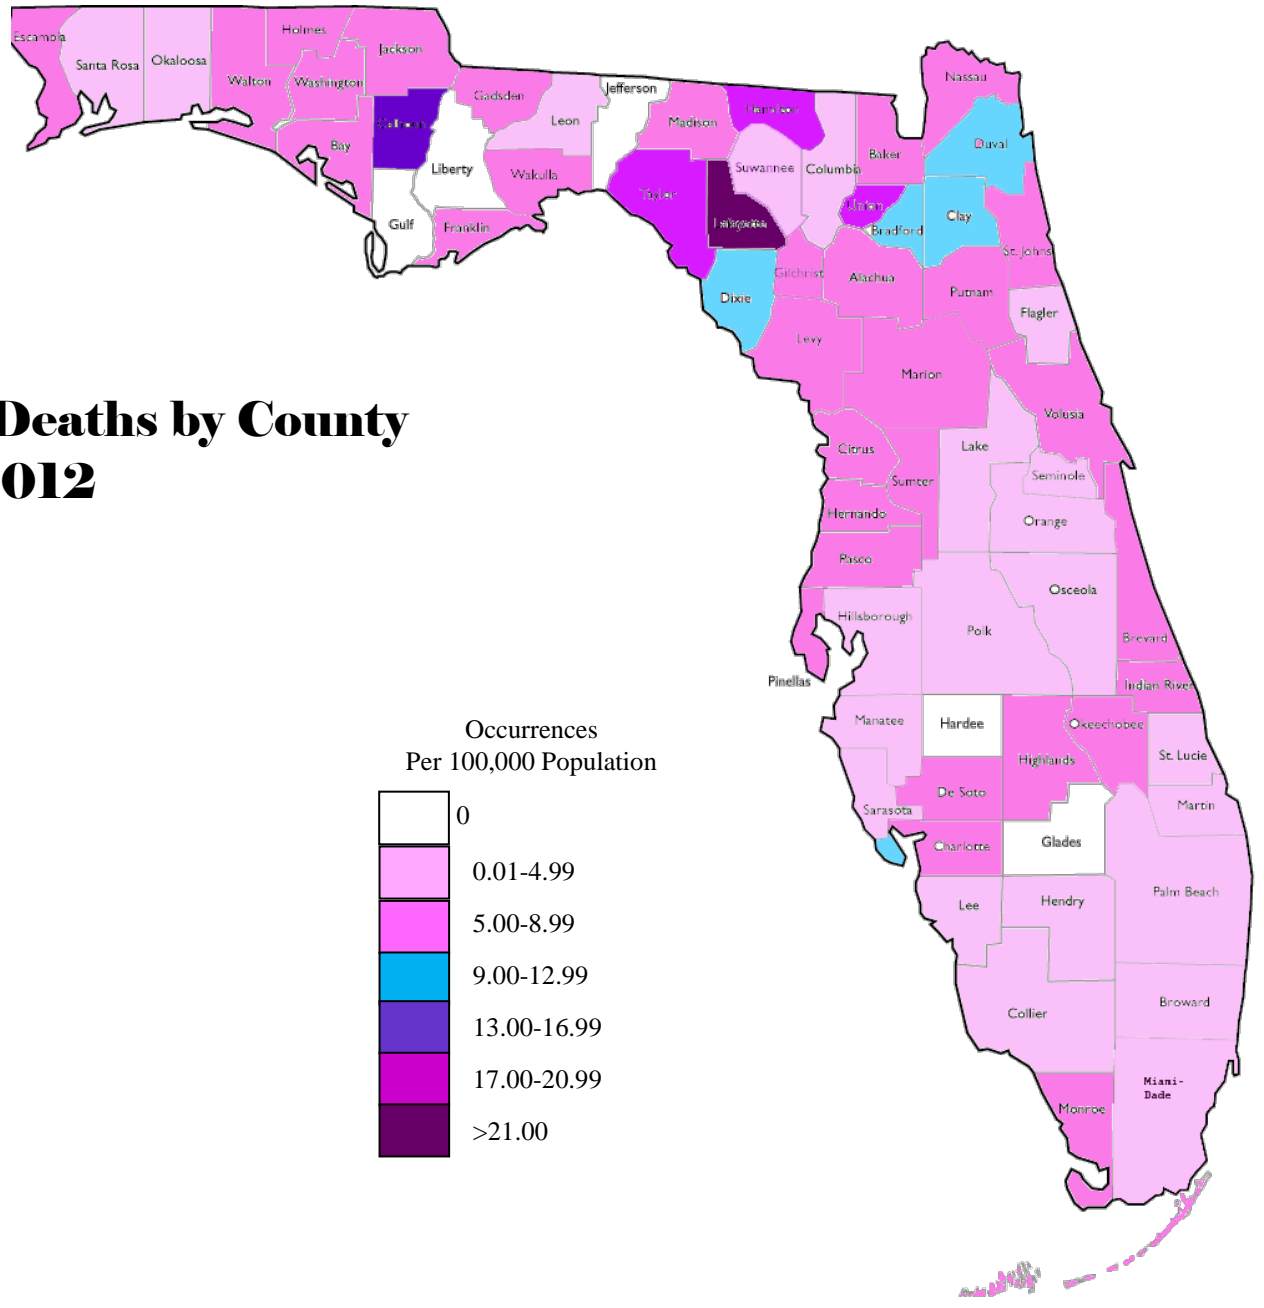 Escambia
Santa Rosa
Okaloosa
Walton
Holmes
Washington
Jackson
Bay
Calhoun
Gulf
Liberty
Gadsden
Franklin
Leon
Wakulla
Jefferson
Madison
Taylor
Hamilton
Suwannee
Lafayette
Dixie
Columbia
Gilchrist
Baker
Union
Bradford
Nassau
Duval
Clay
St. Johns
Alachua
Putnam
Flagler
Levy
Marion
Volusia
Deaths by County
012
Citrus
Sumter
Lake
Seminole
Hernando
Orange
Pasco
Osceola
Hillsborough
Polk
Brevard
Pinellas
Indian River
Manatee
Hardee
Okeechobee
Highlands
St. Lucie
De Soto
Sarasota
Martin
Charlotte
Glades
Lee
Hendry
Palm Beach
Collier
Broward
Miami-
Dade
Monroe
Occurrences
Per 100,000 Population
0
0.01-4.99
5.00-8.99
9.00-12.99
13.00-16.99
17.00-20.99
>21.00